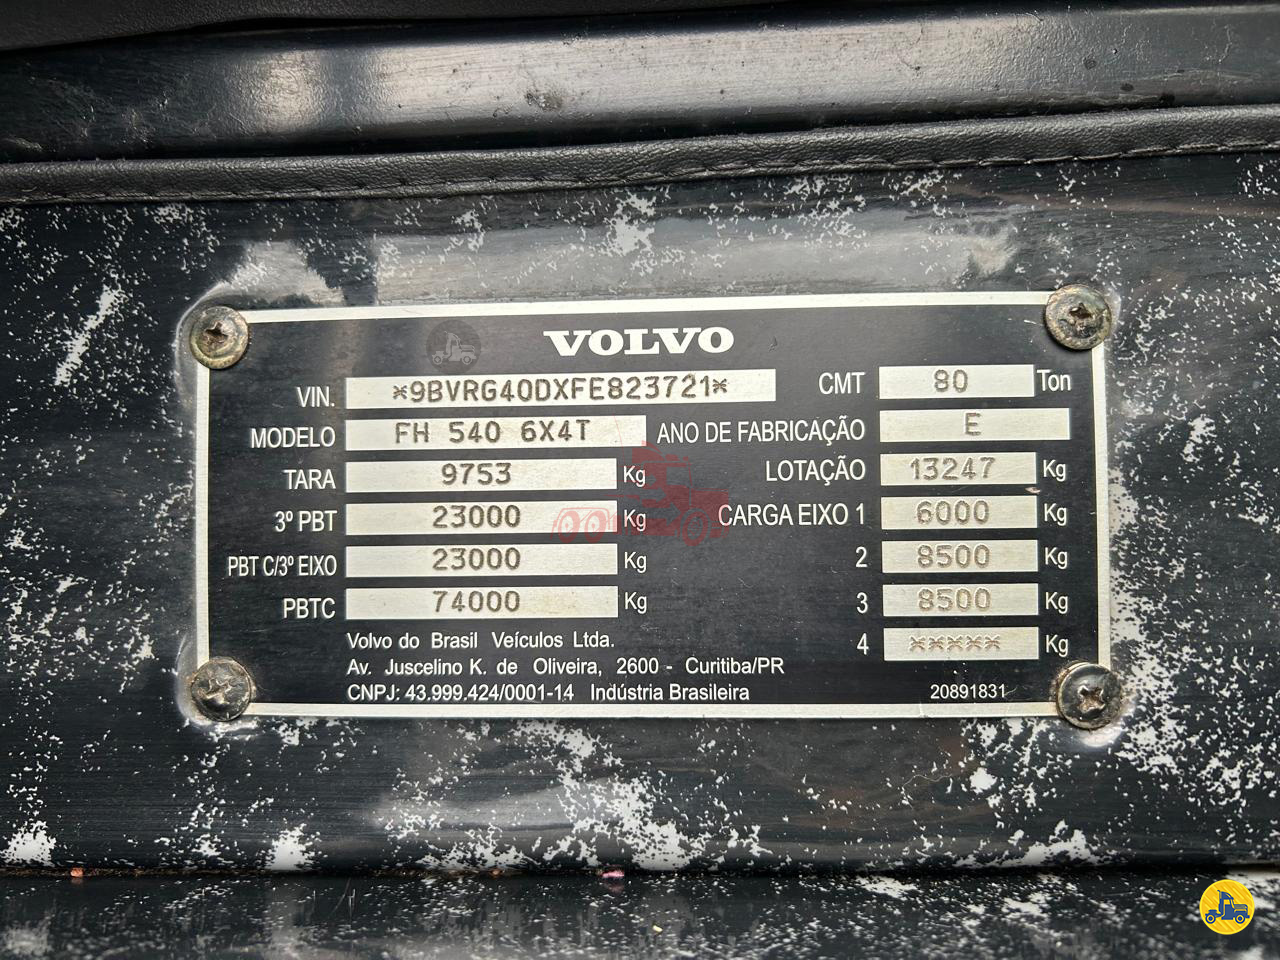 VOLVO
VIN. *9BVRG40DXFE823721* CMT 80 Ton
MODELO FH 540 6X4T ANO DE FABRICAÇÃO E
TARA 9753 Kg LOTAÇÃO 13247 Kg
3º PBT 23000 Kg CARGA EIXO 1 6000 Kg
PBT C/3º EIXO 23000 Kg 2 8500 Kg
PBTC 74000 Kg 3 8500 Kg
4 ***** Kg
Volvo do Brasil Veículos Ltda.
Av. Juscelino K. de Oliveira, 2600 - Curitiba/PR
CNPJ: 43.999.424/0001-14 Indústria Brasileira 20891831